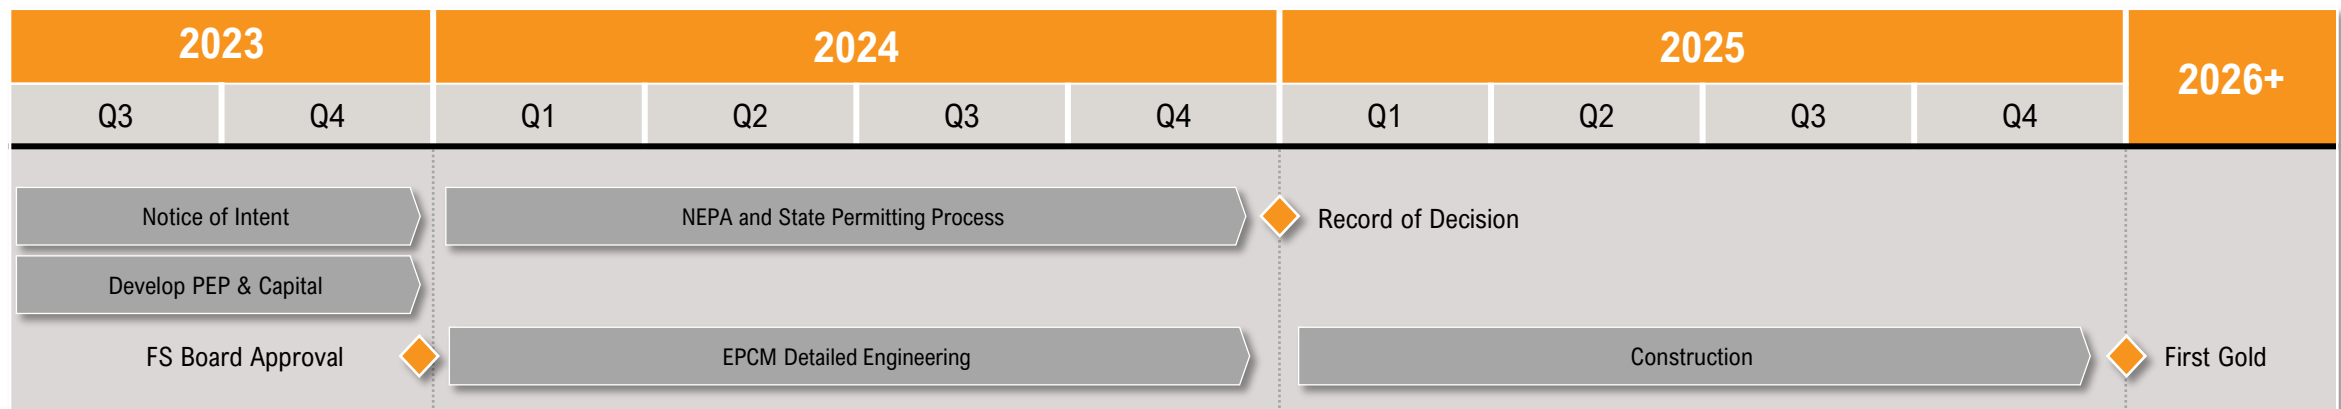 2023 2024 2025 2026+
Q3 Q4 Q1 Q2 Q3 Q4 Q1 Q2 Q3 Q4
Notice of Intent NEPA and State Permitting Process Record of Decision
Develop PEP & Capital
FS Board Approval EPCM Detailed Engineering Construction First Gold